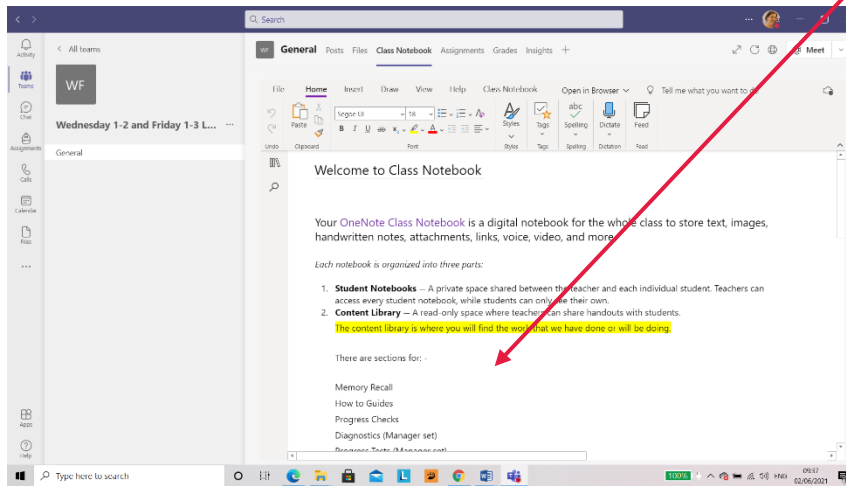 Search
General Posts Files Class Notebook Assignments Grades Insights
Meet
Activity
All teams
Teams
WF
Chat
Wednesday 1-2 and Friday 1-3 L... ...
Assignments
General
Calls
Calendar
Files
...
Apps
Help
File Home Insert Draw View Help Class Notebook Open in Browser Tell me what you want to do
Paste Segoe UI 18 Styles Tags Spelling Dictate Feed
Undo Clipboard Font Styles Tags Spelling Dictation Feed
Welcome to Class Notebook
Your OneNote Class Notebook is a digital notebook for the whole class to store text, images,
handwritten notes, attachments, links, voice, video, and more.
Each notebook is organized into three parts:
1. Student Notebooks — A private space shared between the teacher and each individual student. Teachers can
access every student notebook, while students can only see their own.
2. Content Library — A read-only space where teachers can share handouts with students.
The content library is where you will find the work that we have done or will be doing.
There are sections for: -
Memory Recall
How to Guides
Progress Checks
Diagnostics (Manager set)
Progress Tests (Manager set)
Type here to search
100% ENG 09:37
02/06/2021